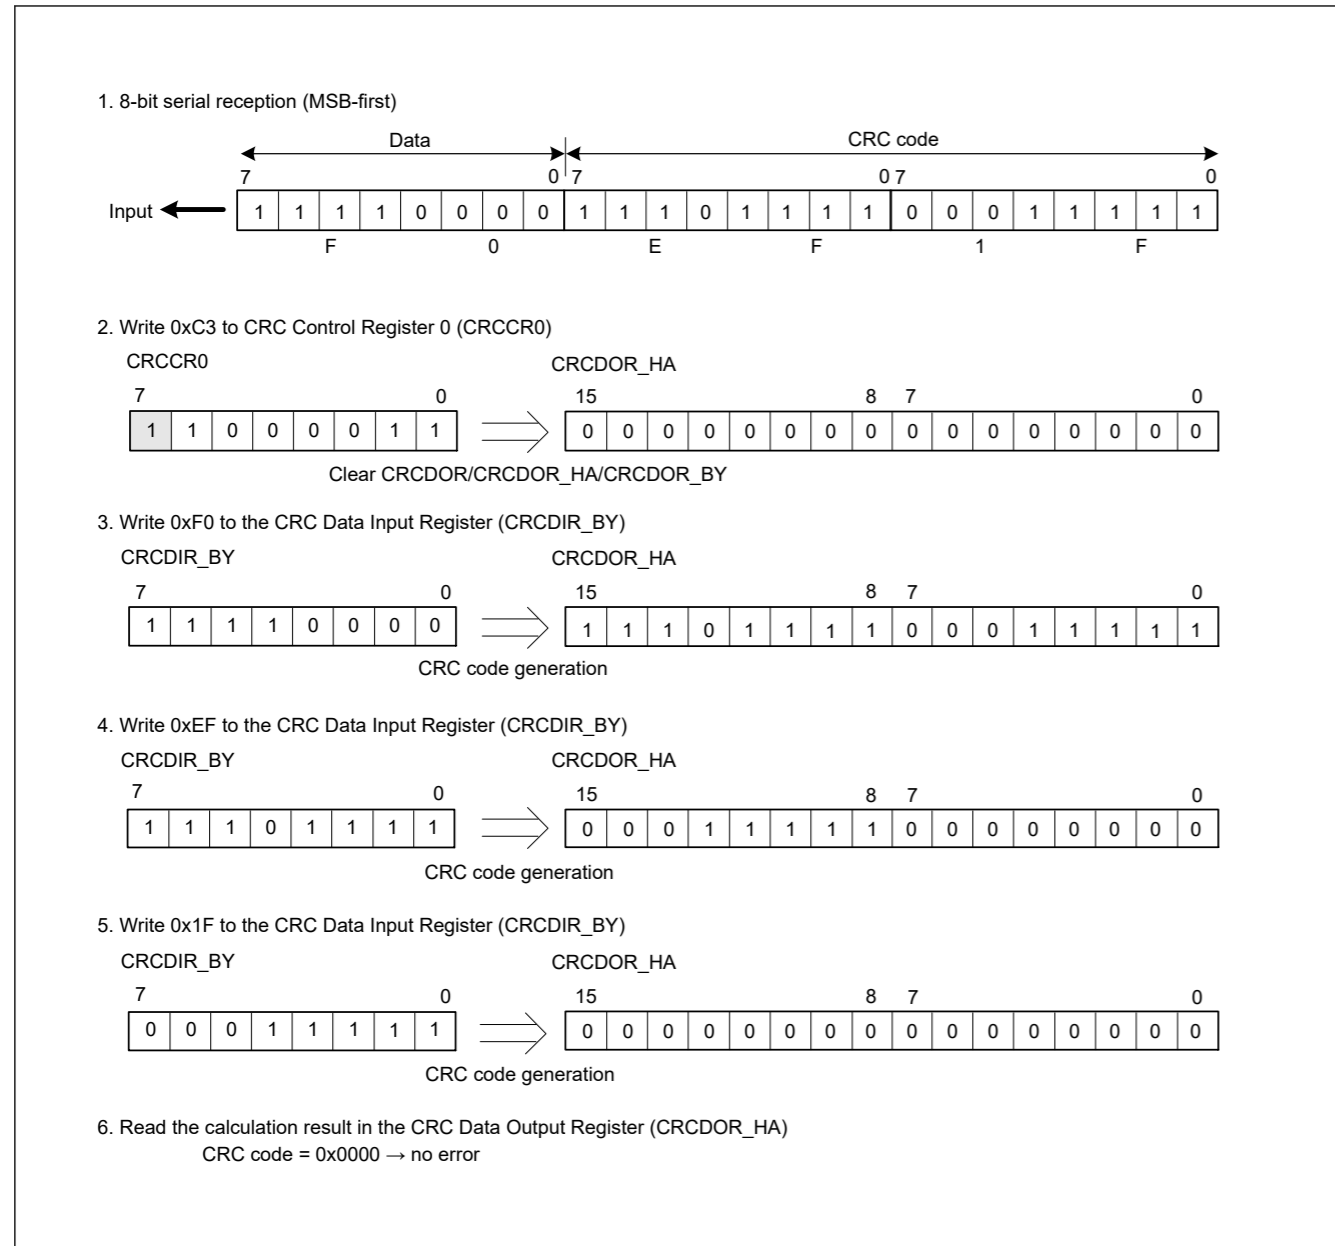 1. 8-bit serial reception (MSB-first)
Data CRC code
7 0 7 0 7 0
Input 1 1 1 1 0 0 0 0 1 1 1 0 1 1 1 1 0 0 0 1 1 1 1 1
F 0 E F 1 F
2. Write 0xC3 to CRC Control Register 0 (CRCCR0)
CRCCR0 CRCDOR_HA
7 0 15 8 7 0
1 1 0 0 0 0 1 1 0 0 0 0 0 0 0 0 0 0 0 0 0 0 0 0
Clear CRCDOR/CRCDOR_HA/CRCDOR_BY
3. Write 0xF0 to the CRC Data Input Register (CRCDIR_BY)
CRCDIR_BY CRCDOR_HA
7 0 15 8 7 0
1 1 1 1 0 0 0 0 1 1 1 0 1 1 1 1 0 0 0 1 1 1 1 1
CRC code generation
4. Write 0xEF to the CRC Data Input Register (CRCDIR_BY)
CRCDIR_BY CRCDOR_HA
7 0 15 8 7 0
1 1 1 0 1 1 1 1 0 0 0 1 1 1 1 1 0 0 0 0 0 0 0 0
CRC code generation
5. Write 0x1F to the CRC Data Input Register (CRCDIR_BY)
CRCDIR_BY CRCDOR_HA
7 0 15 8 7 0
0 0 0 1 1 1 1 1 0 0 0 0 0 0 0 0 0 0 0 0 0 0 0 0
CRC code generation
6. Read the calculation result in the CRC Data Output Register (CRCDOR_HA)
CRC code = 0x0000 → no error